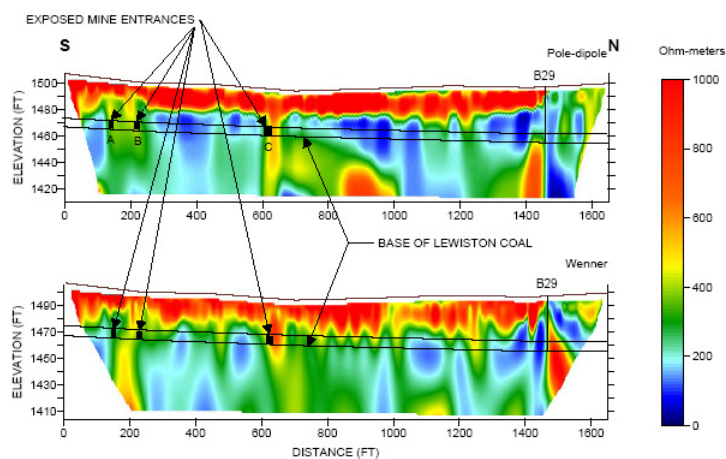 EXPOSED MINE ENTRANCES
S
N
Pole-dipole
Ohm-meters
B29
1500
1480
1460
1440
1420
ELEVATION (FT)
A
B
C
0
200
400
600
800
1000
1200
1400
1600
BASE OF LEWISTON COAL
Wenner
B29
1490
1470
1450
1430
1410
ELEVATION (FT)
0
200
400
600
800
1000
1200
1400
1600
DISTANCE (FT)
1000
800
600
400
200
0